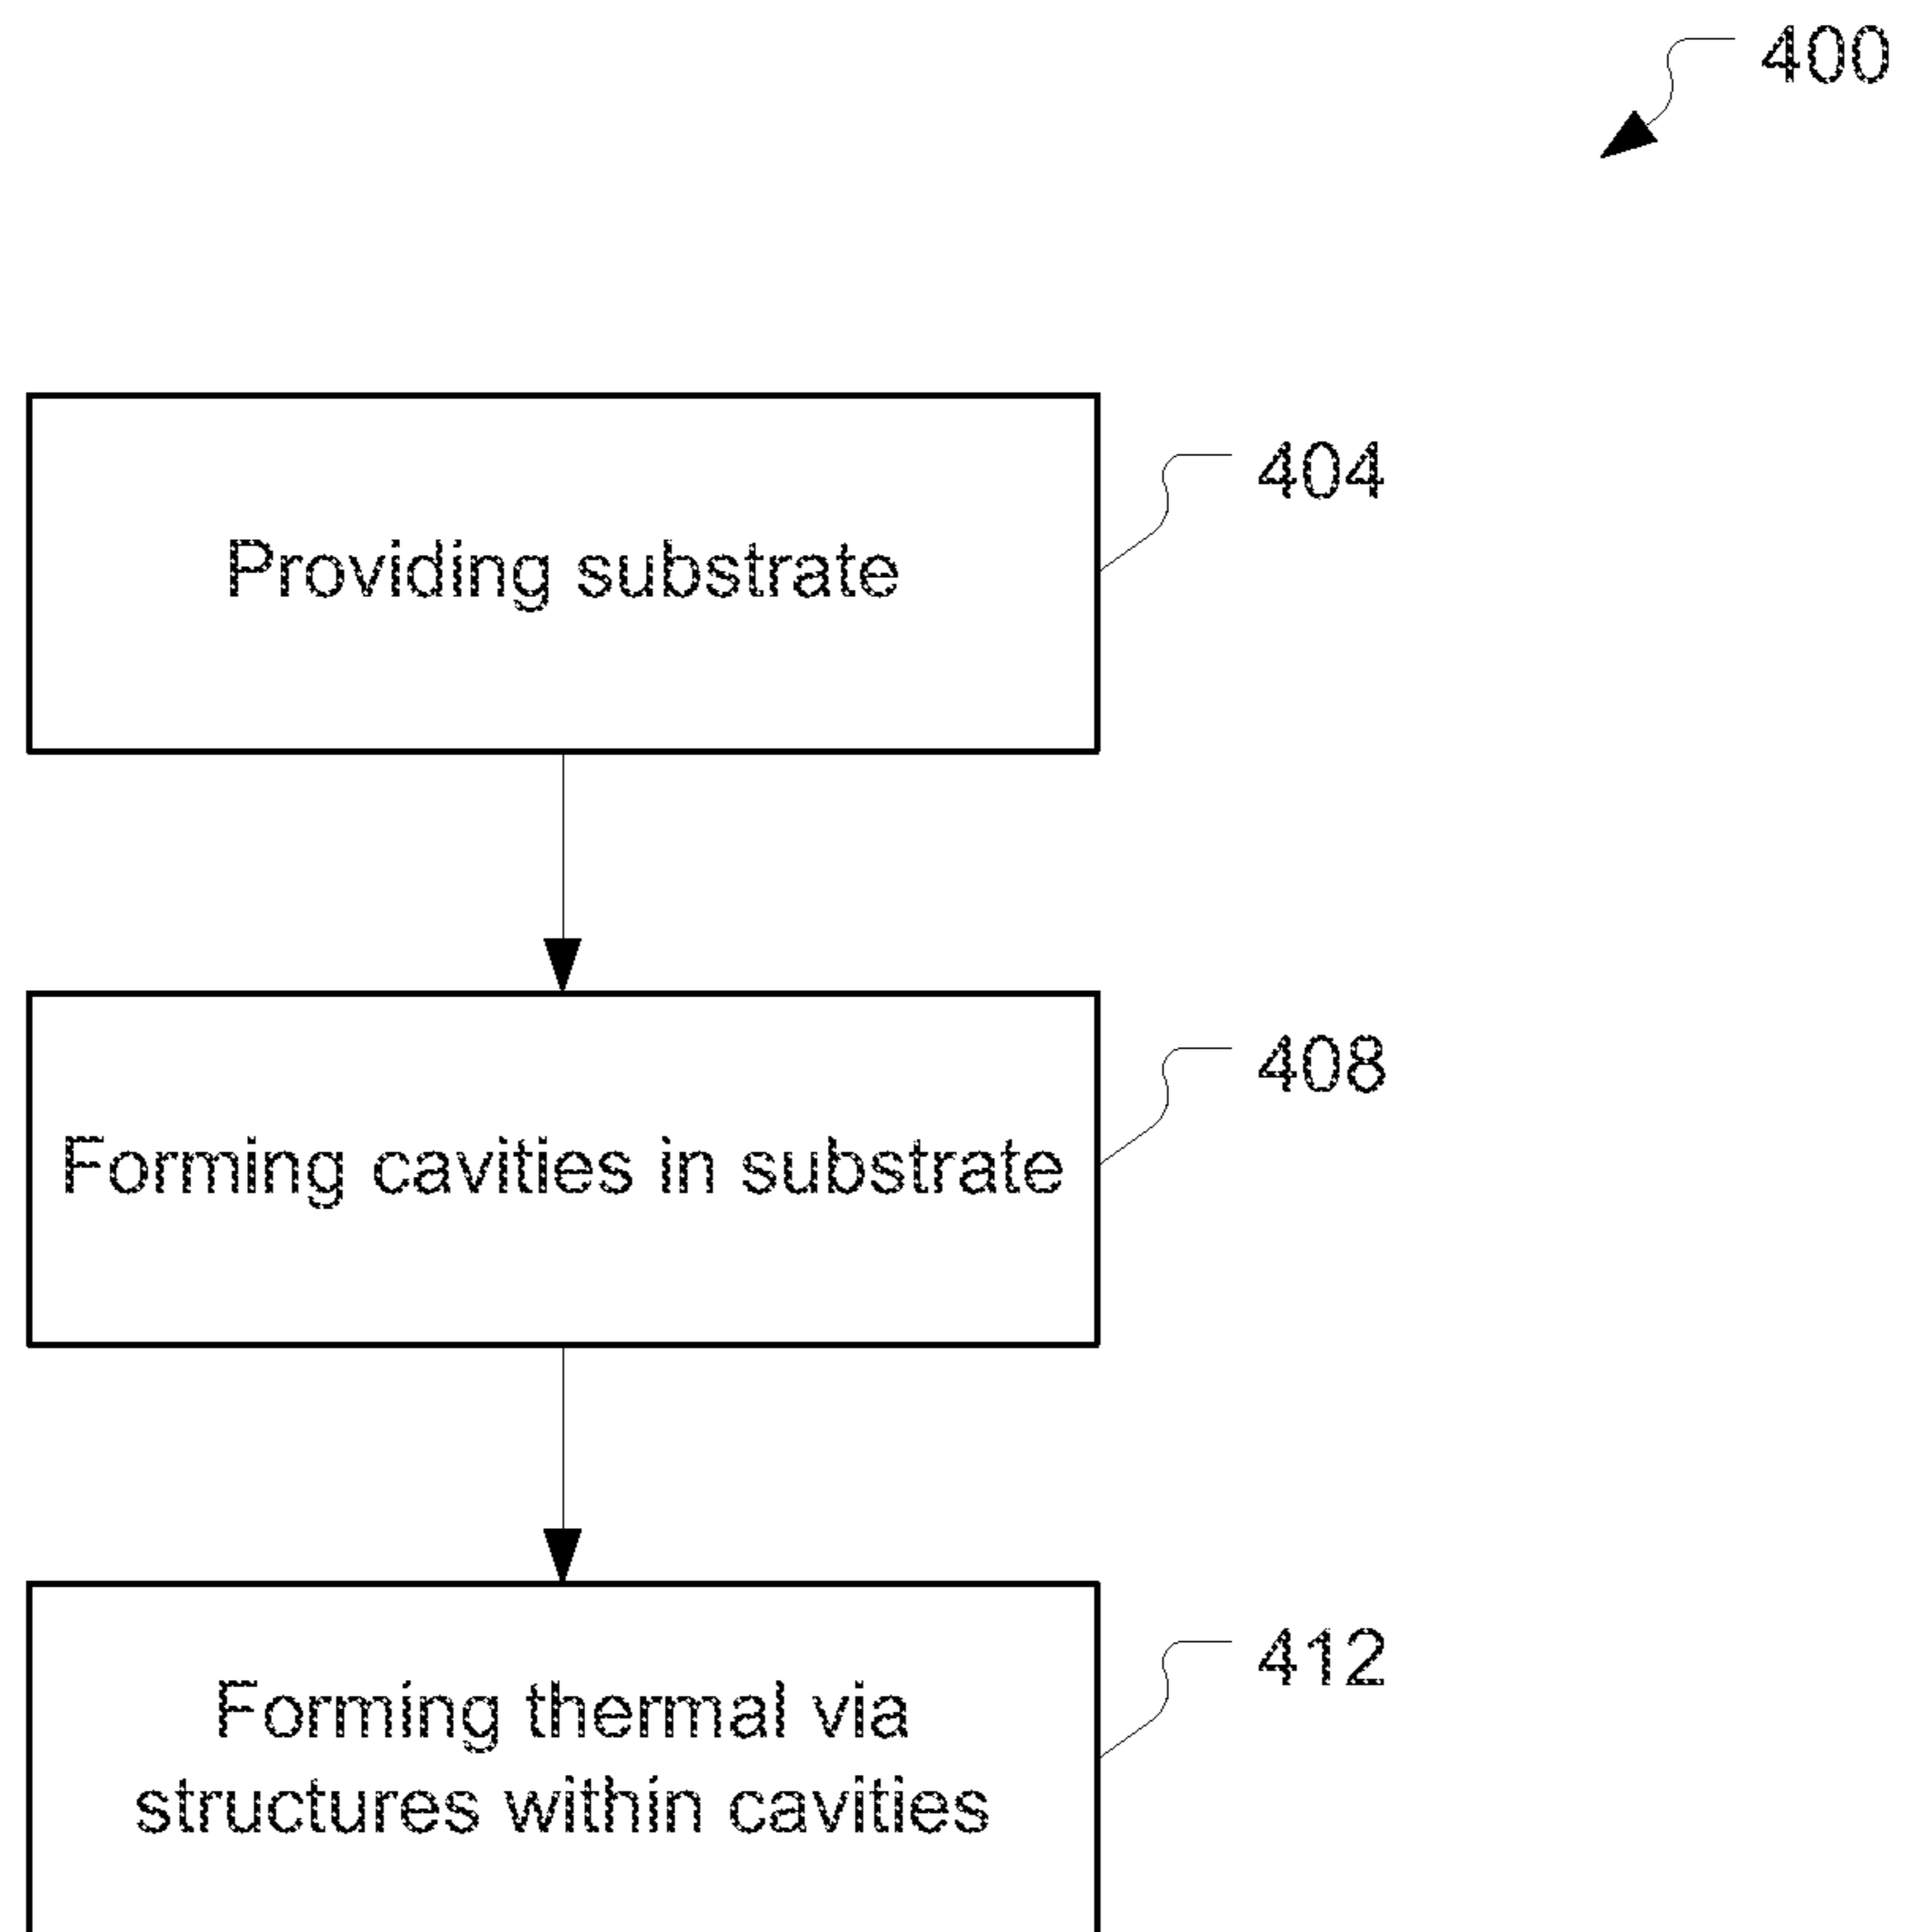 400
404
Providing substrate
408
Forming cavities in substrate
412
Forming thermal via
structures within cavities